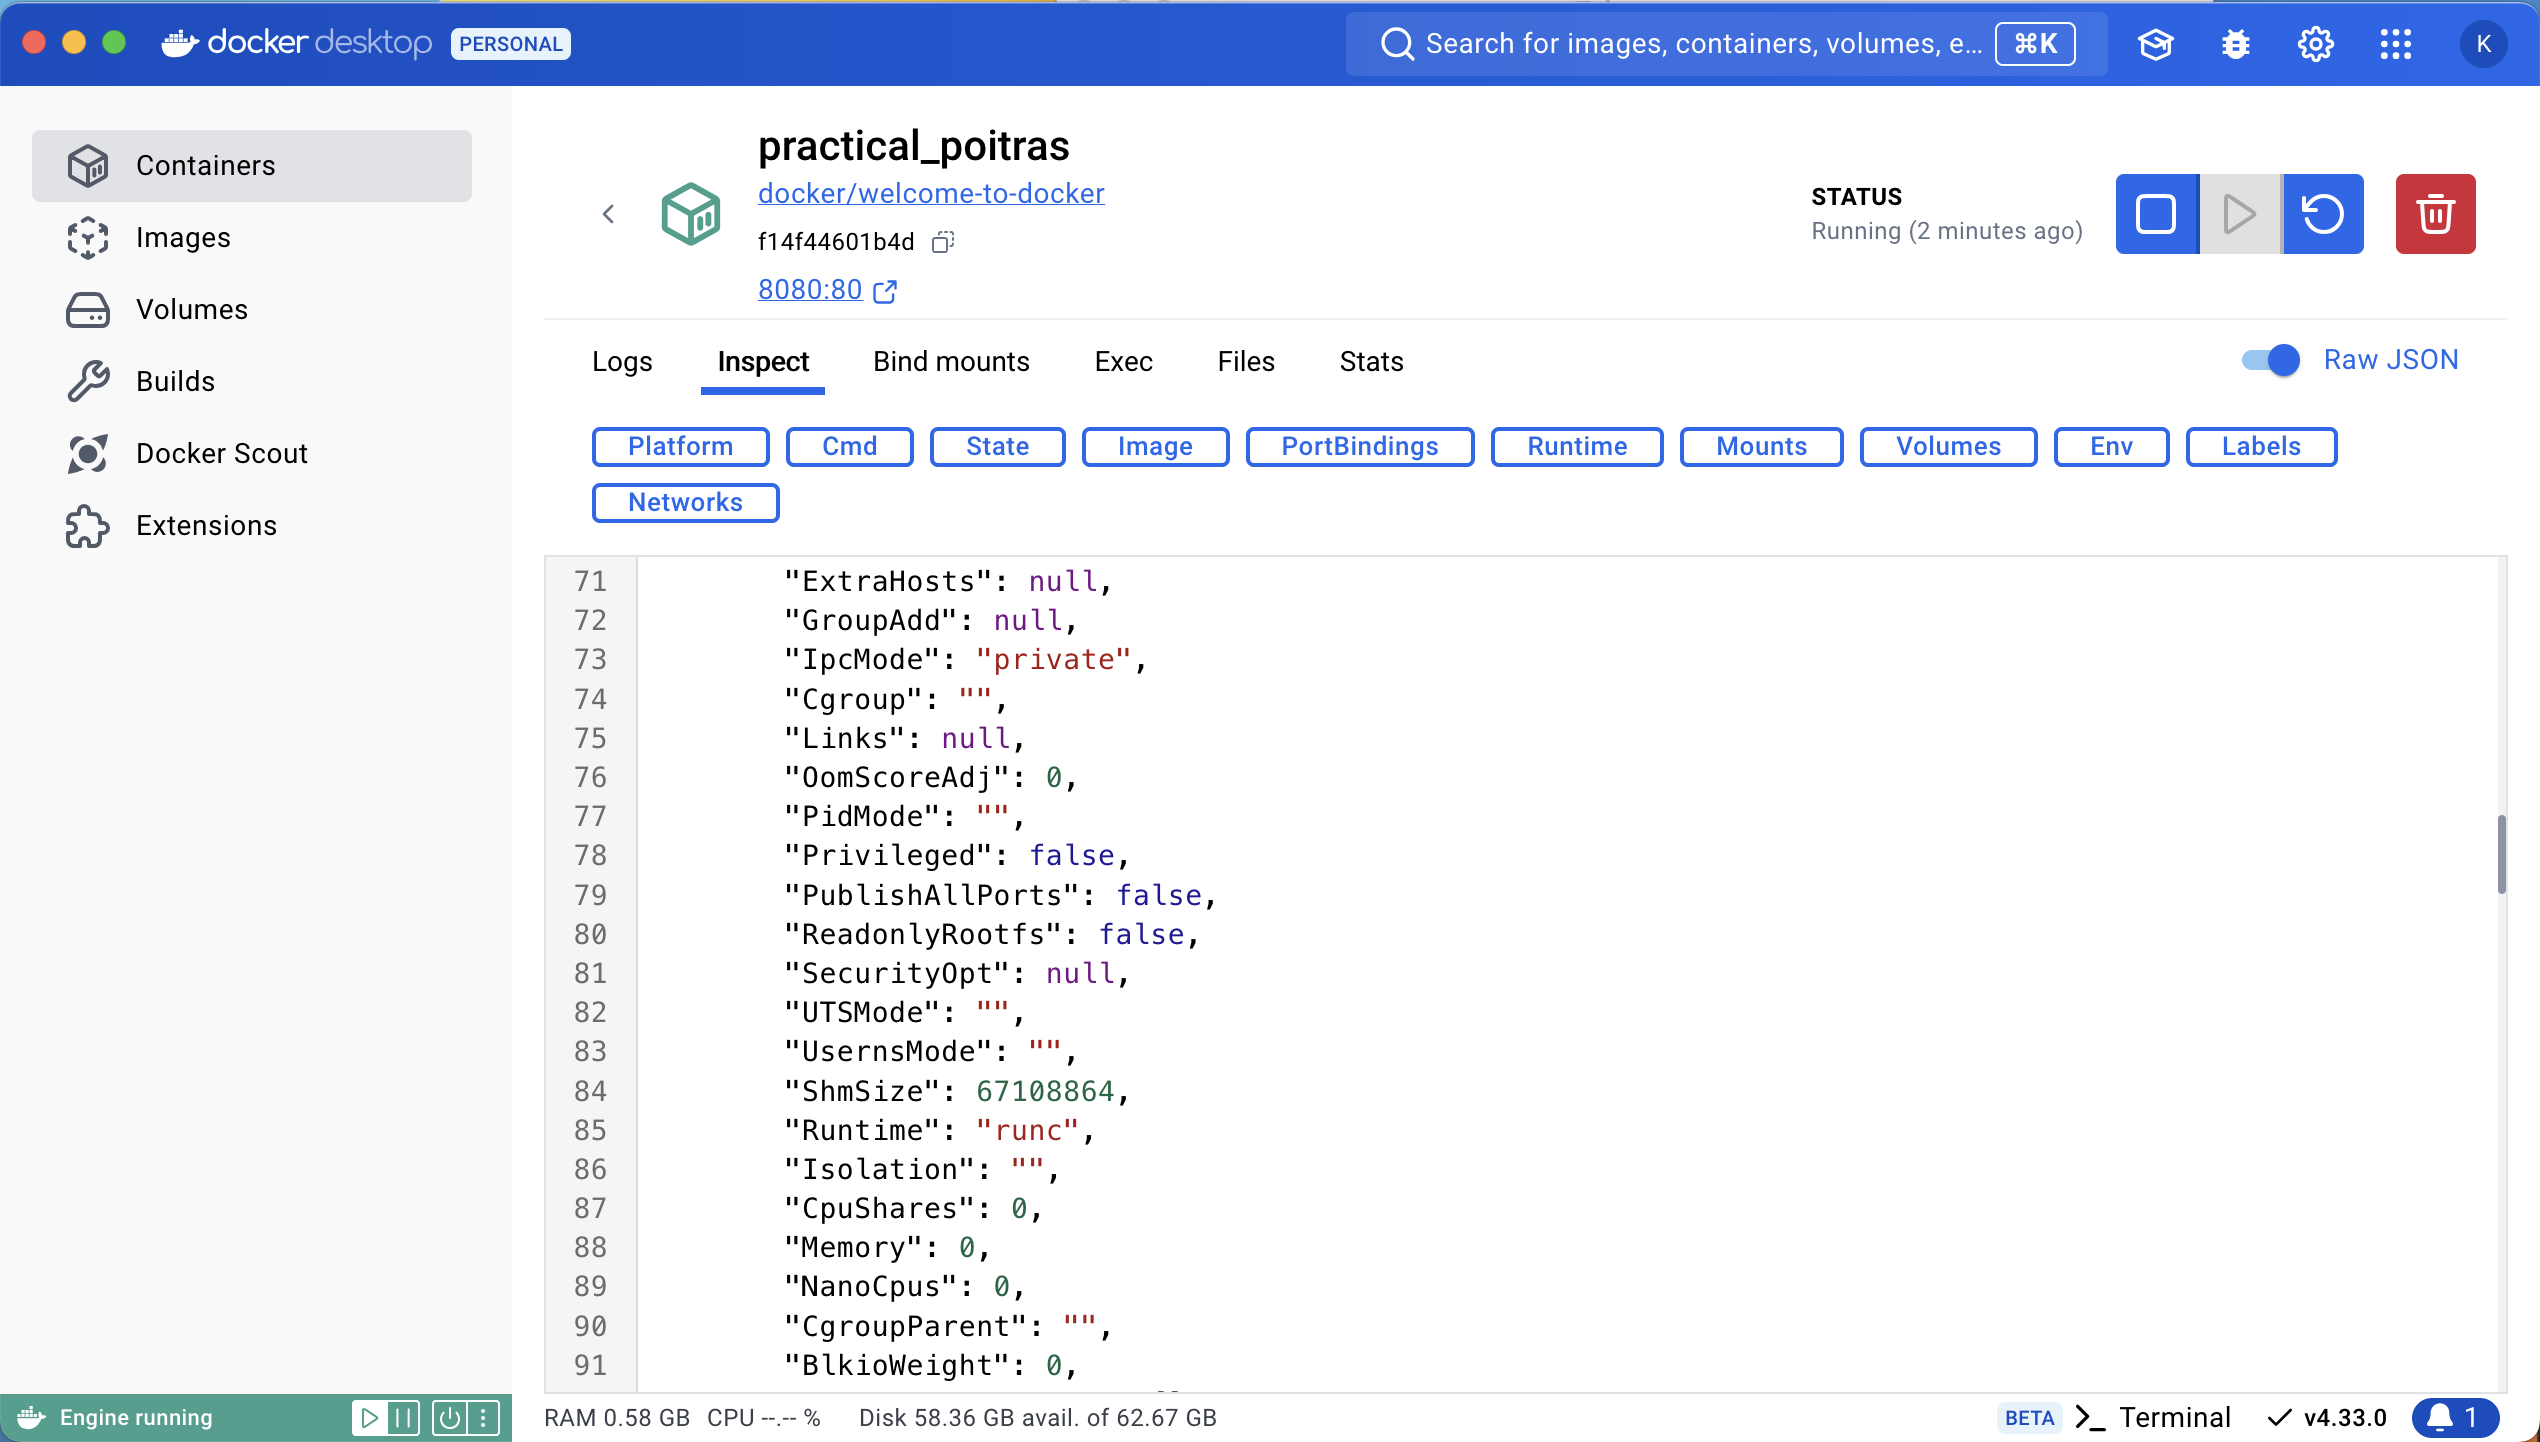 docker desktop PERSONAL
Search for images, containers, volumes, e... ⌘K
K
Containers
Images
Volumes
Builds
Docker Scout
Extensions
practical_poitras
docker/welcome-to-docker
f14f44601b4d
8080:80
STATUS
Running (2 minutes ago)
Logs Inspect Bind mounts Exec Files Stats Raw JSON
Platform Cmd State Image PortBindings Runtime Mounts Volumes Env Labels
Networks
71 "ExtraHosts": null,
72 "GroupAdd": null,
73 "IpcMode": "private",
74 "Cgroup": "",
75 "Links": null,
76 "OomScoreAdj": 0,
77 "PidMode": "",
78 "Privileged": false,
79 "PublishAllPorts": false,
80 "ReadonlyRootfs": false,
81 "SecurityOpt": null,
82 "UTSMode": "",
83 "UsernsMode": "",
84 "ShmSize": 67108864,
85 "Runtime": "runc",
86 "Isolation": "",
87 "CpuShares": 0,
88 "Memory": 0,
89 "NanoCpus": 0,
90 "CgroupParent": "",
91 "BlkioWeight": 0,
Engine running
RAM 0.58 GB CPU --.-- % Disk 58.36 GB avail. of 62.67 GB
BETA >_ Terminal v4.33.0 1